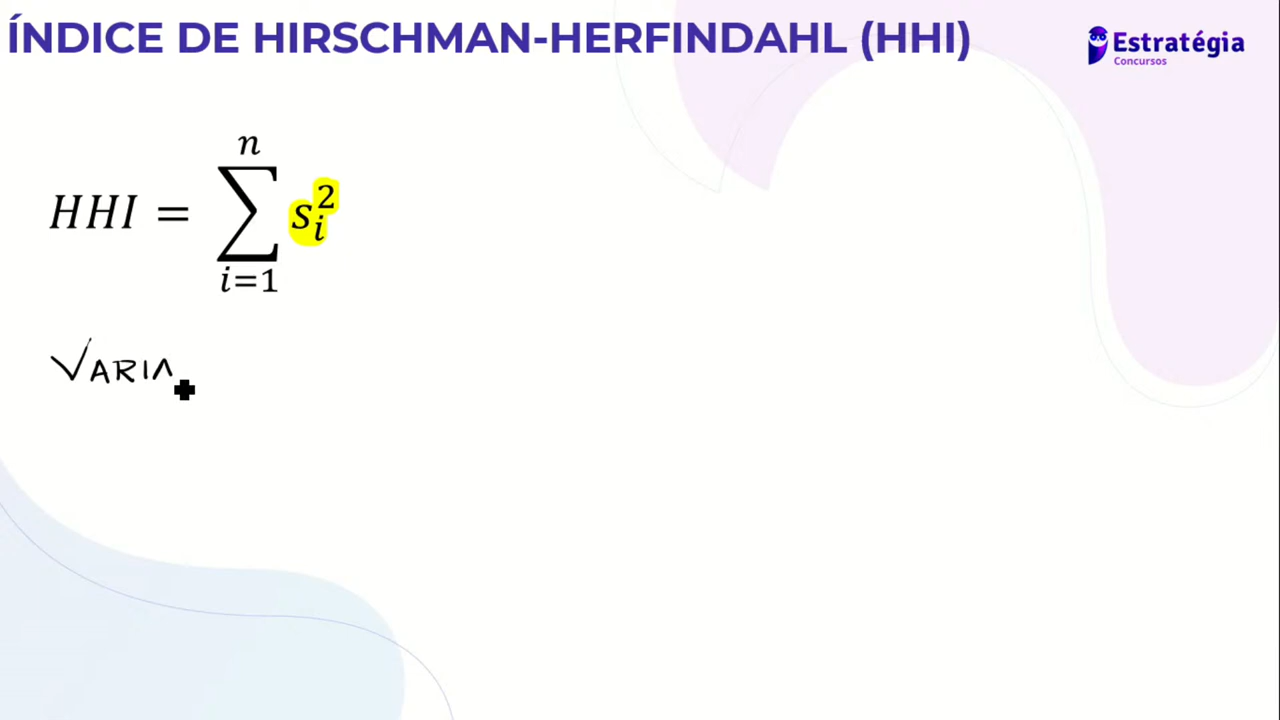 ÍNDICE DE HIRSCHMAN-HERFINDAHL (HHI)
Estratégia
Concursos
n
HHI = ∑ s_i^2
i=1
VARIA